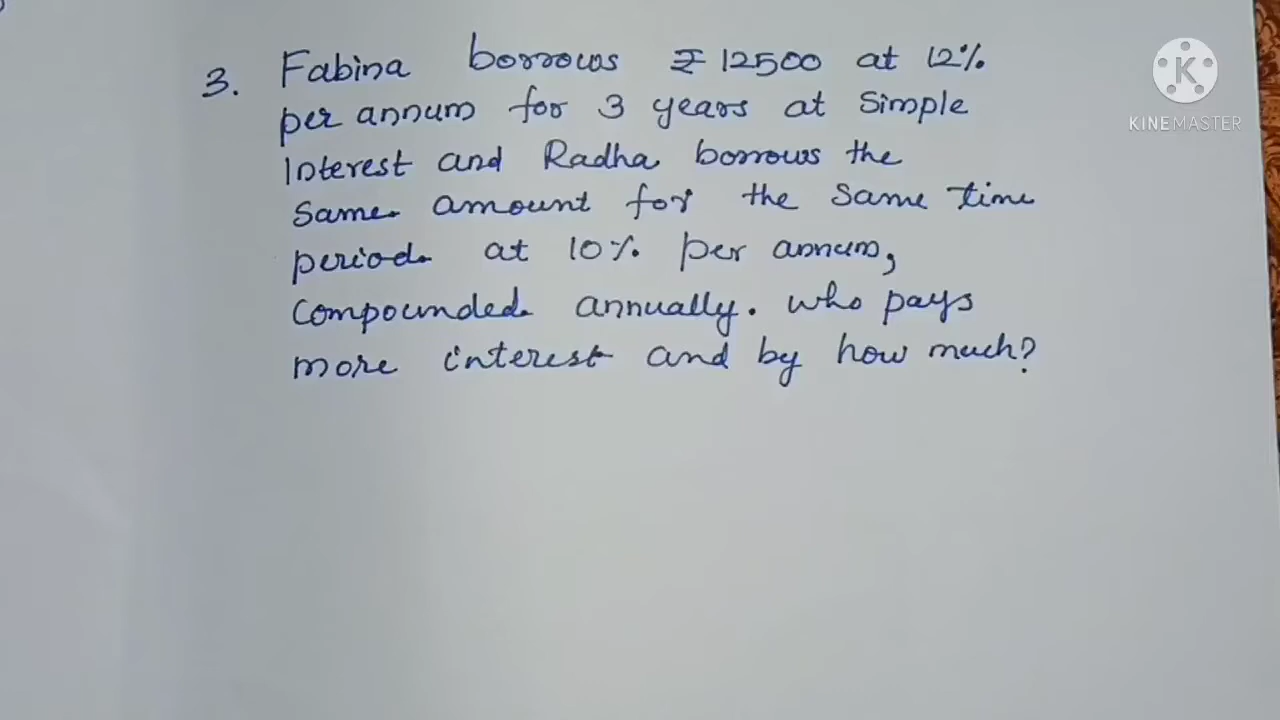 3. Fabina borrows ₹ 12500 at 12%
per annum for 3 years at Simple
Interest and Radha borrows the
Same amount for the Same time
period at 10% per annum,
Compounded annually. who pays
more interest and by how much?
K
KINEMASTER